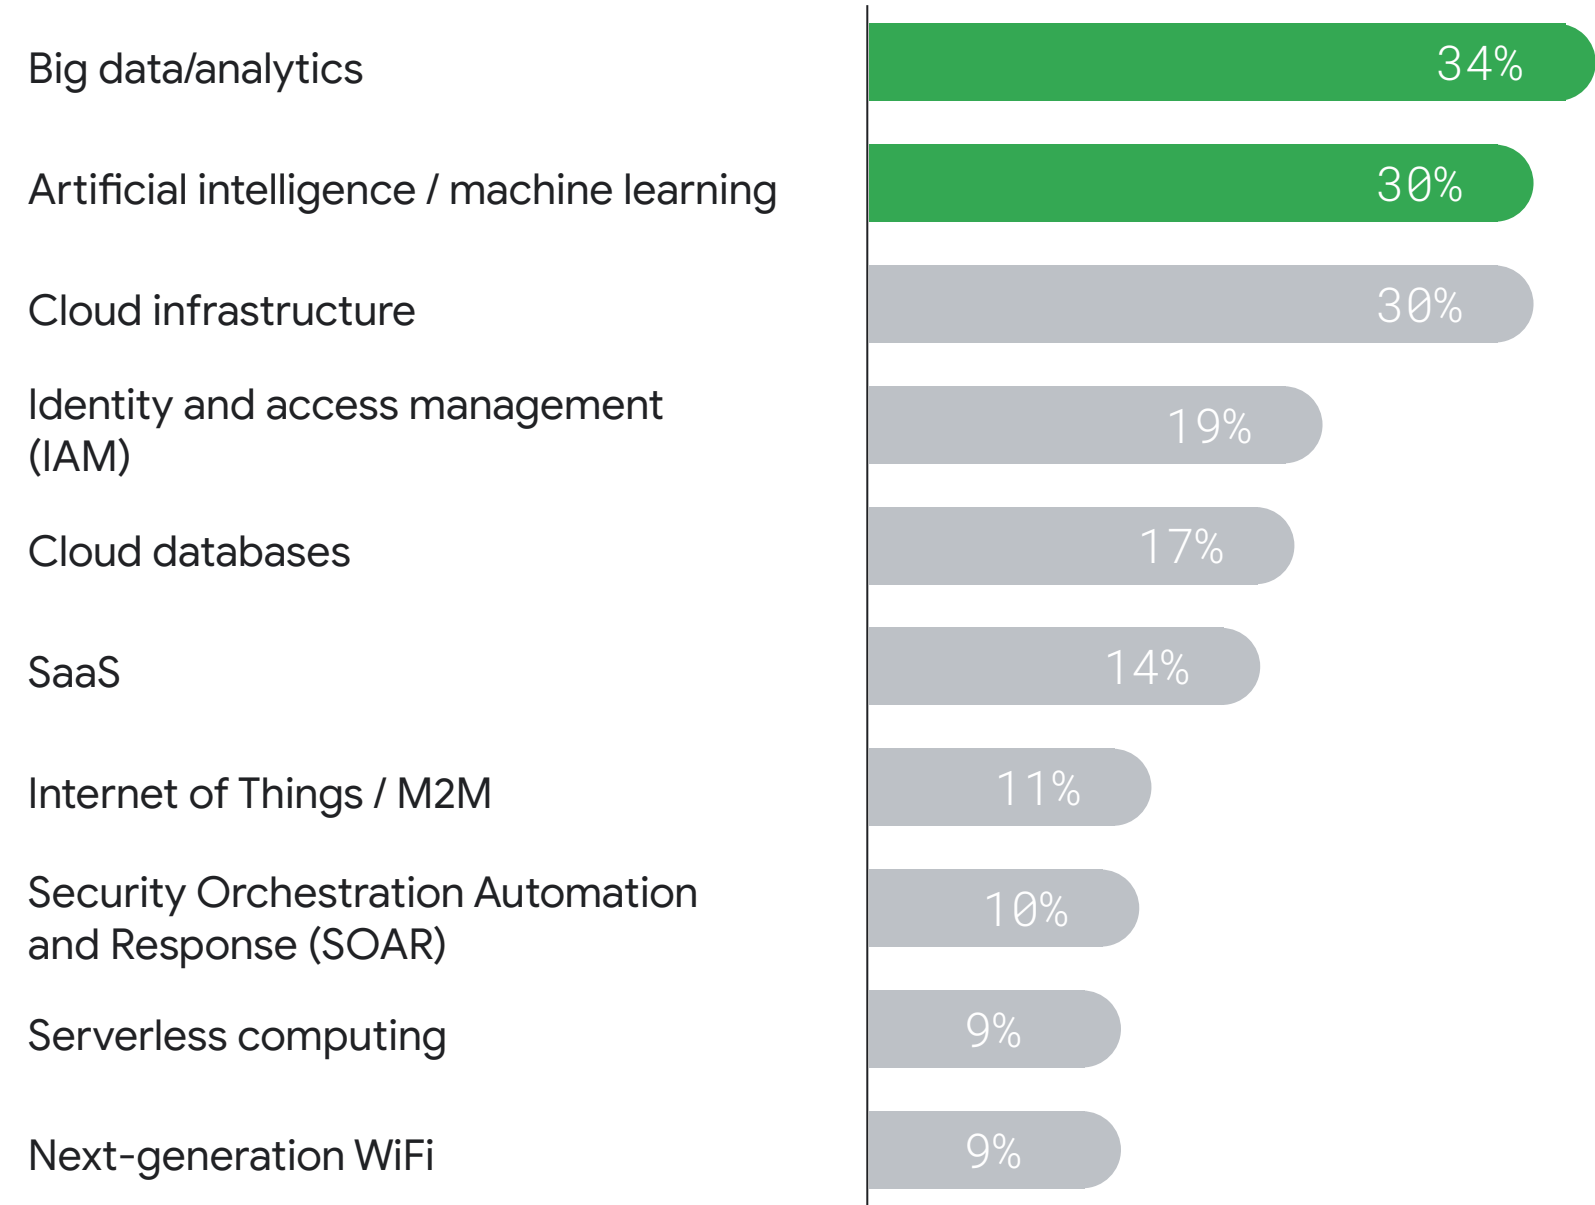 Big data/analytics
34%
Artificial intelligence / machine learning
30%
Cloud infrastructure
30%
Identity and access management
(IAM)
19%
Cloud databases
17%
SaaS
14%
Internet of Things / M2M
11%
Security Orchestration Automation
and Response (SOAR)
10%
Serverless computing
9%
Next-generation WiFi
9%